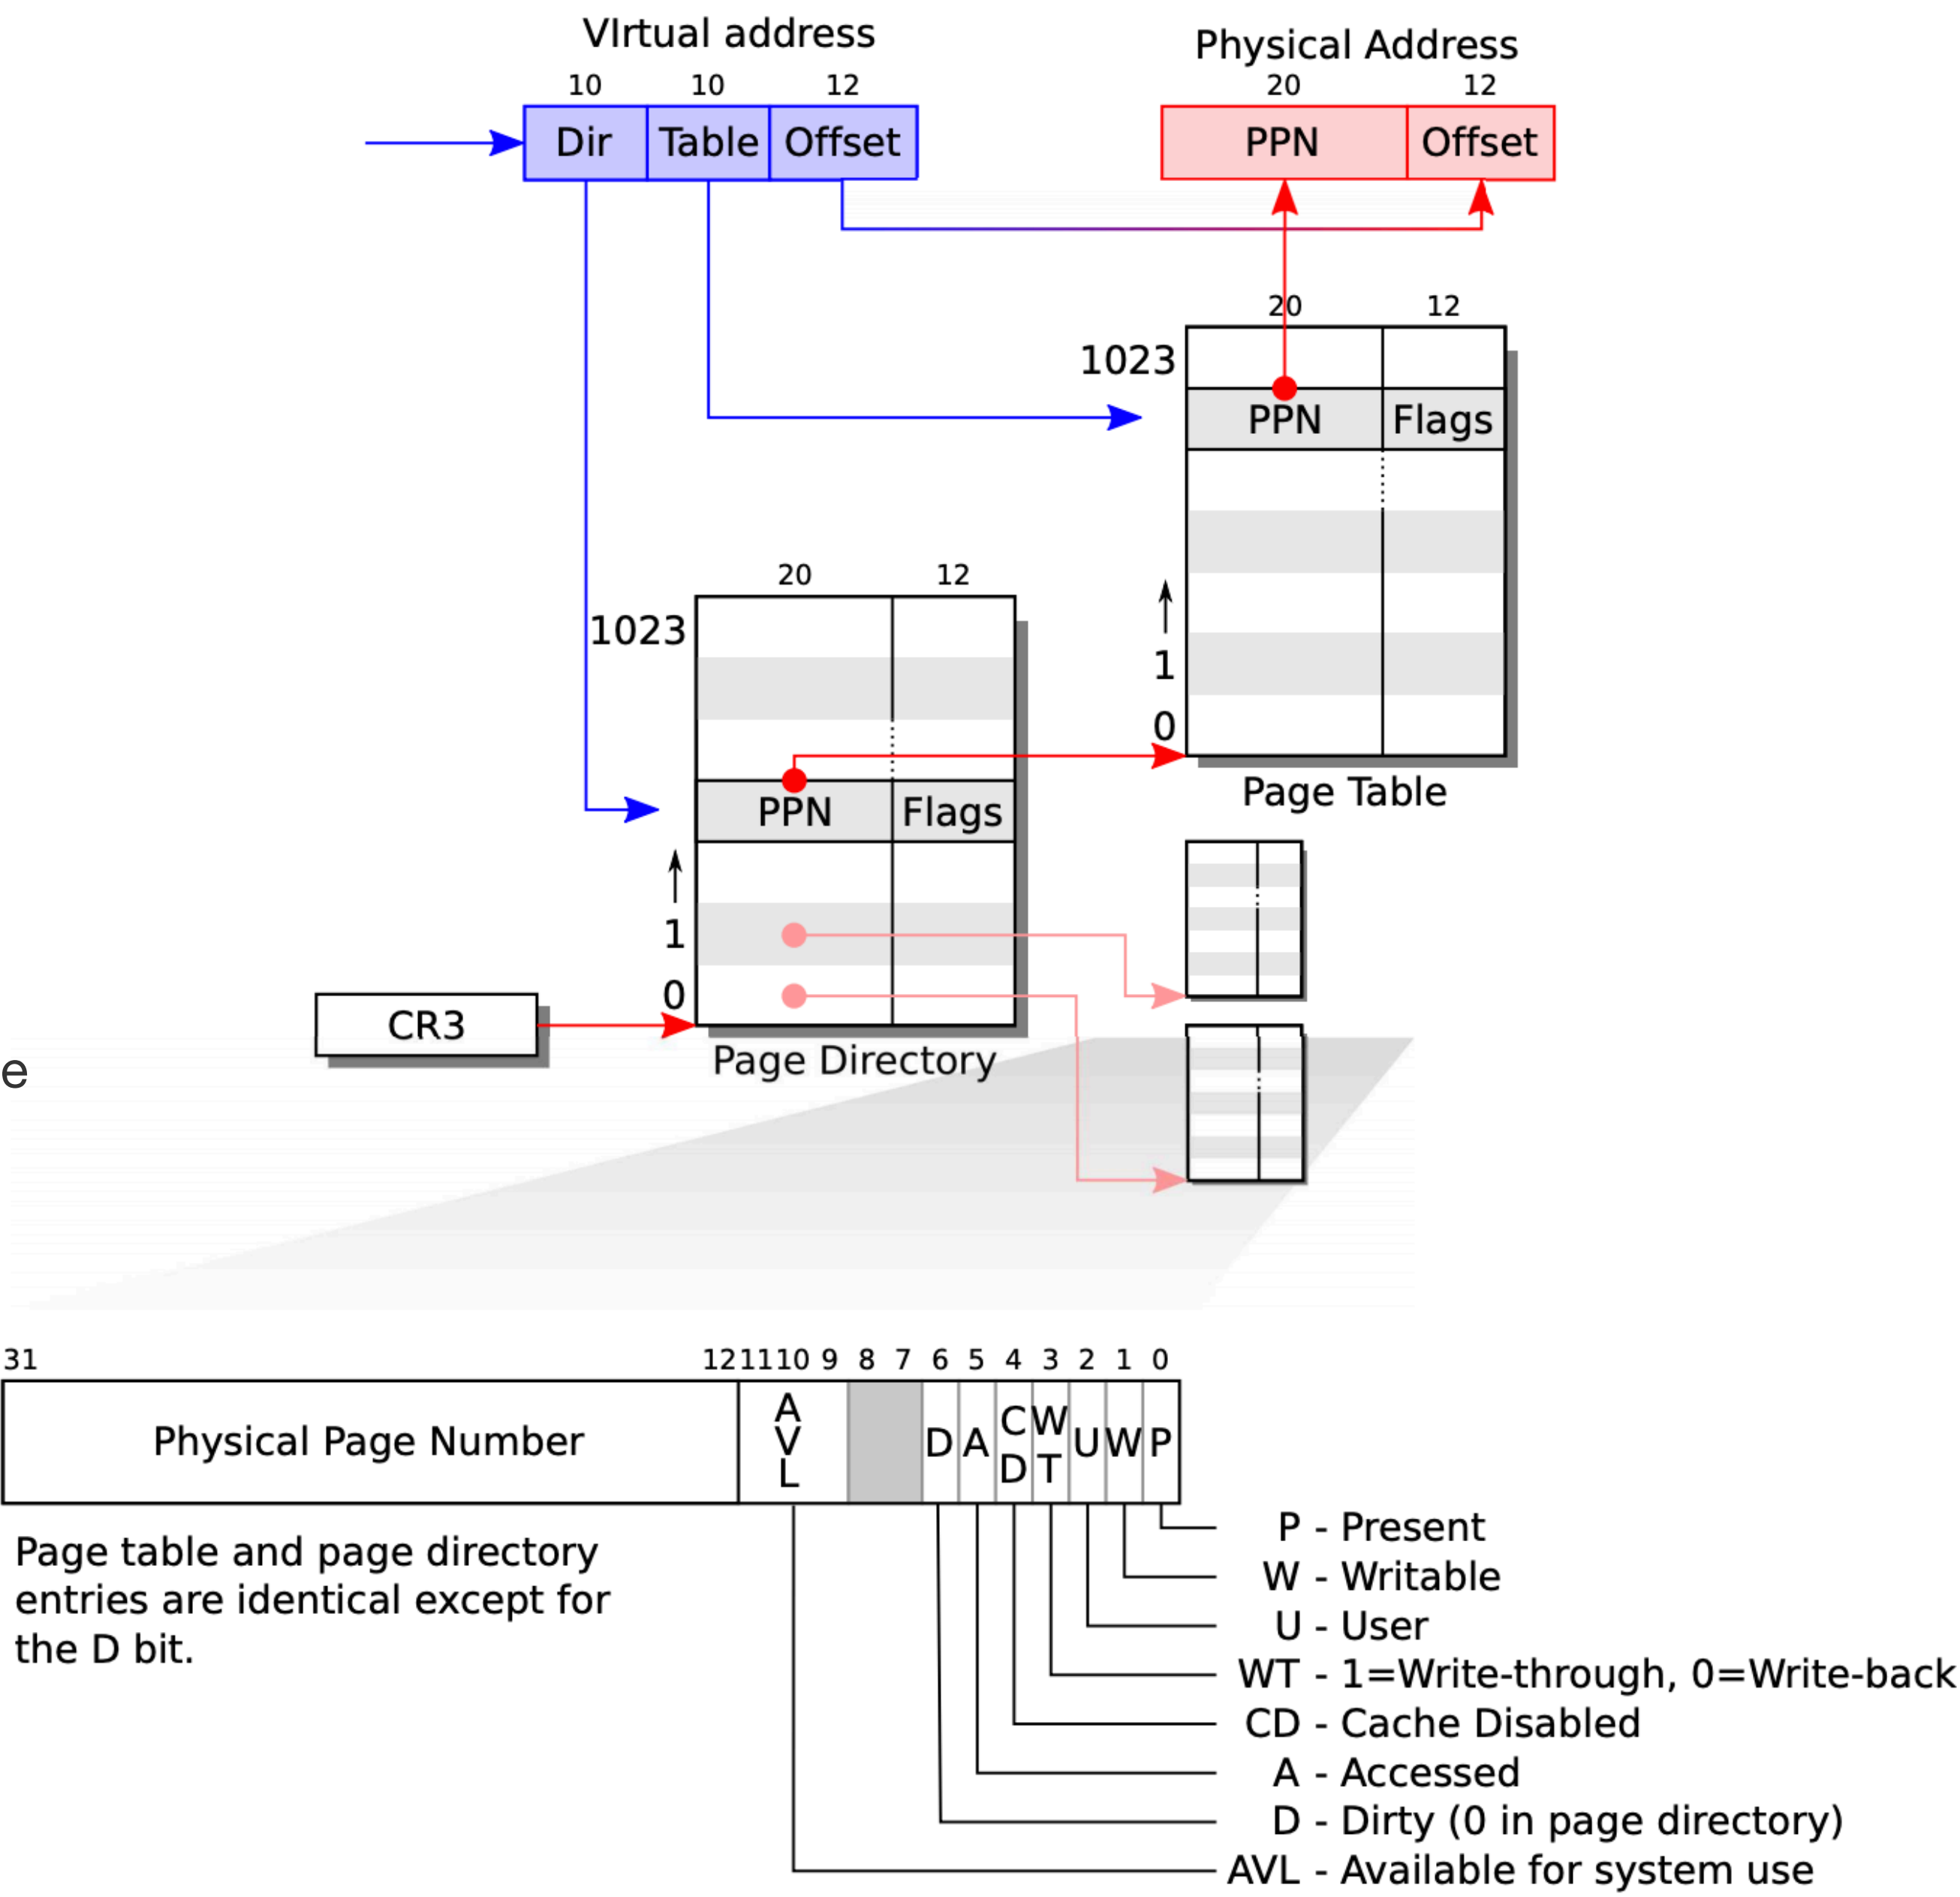 VIrtual address
Physical Address
10 10 12
20 12
Dir Table Offset
PPN Offset
20 12
1023
PPN Flags
20 12
1023
1
0
Page Table
PPN Flags
1
0
CR3
Page Directory
e
31 12 11 10 9 8 7 6 5 4 3 2 1 0
Physical Page Number
A
V
L
D
A
C
D
W
T
U
W
P
Page table and page directory
entries are identical except for
the D bit.
P - Present
W - Writable
U - User
WT - 1=Write-through, 0=Write-back
CD - Cache Disabled
A - Accessed
D - Dirty (0 in page directory)
AVL - Available for system use